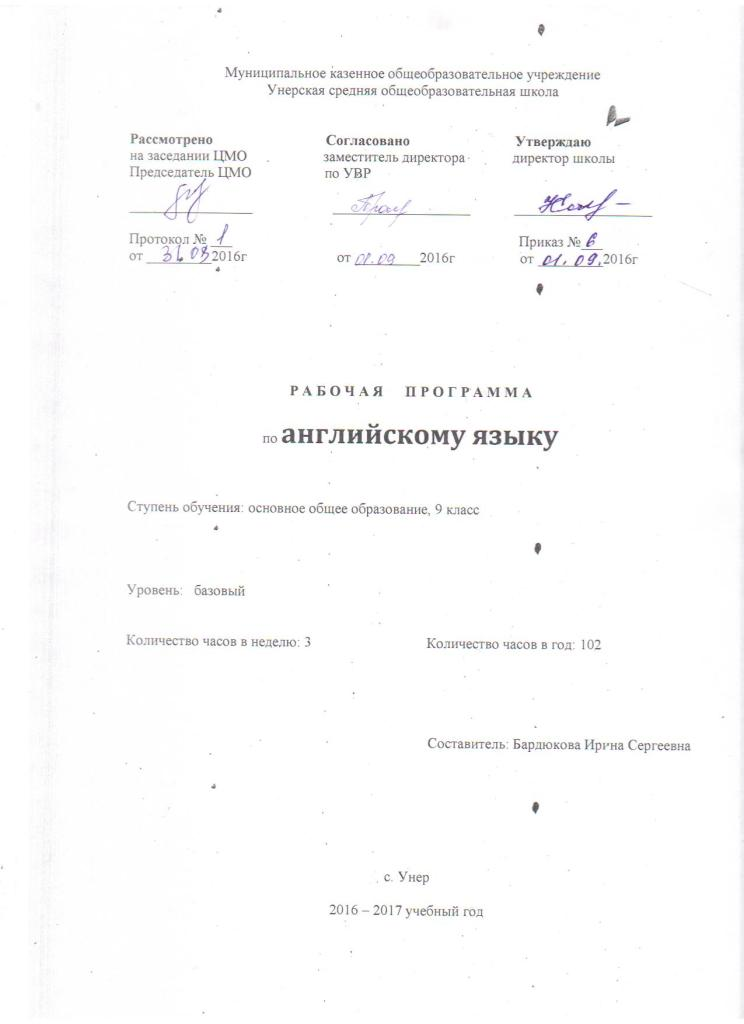 Муниципальное казенное общеобразовательное учреждение
Унерская средняя общеобразовательная школа
Рассмотрено Согласовано Утверждаю
на заседании ЦМО заместитель директора директор школы
Председатель ЦМО по УВР
Протокол № 1 Приказ № 6
от 31.08 2016г от 01.09 2016г от 01.09.2016г
РАБОЧАЯ ПРОГРАММА
по английскому языку
Ступень обучения: основное общее образование, 9 класс
Уровень: базовый
Количество часов в неделю: 3 Количество часов в год: 102
Составитель: Бардюкова Ирина Сергеевна
с. Унер
2016 – 2017 учебный год